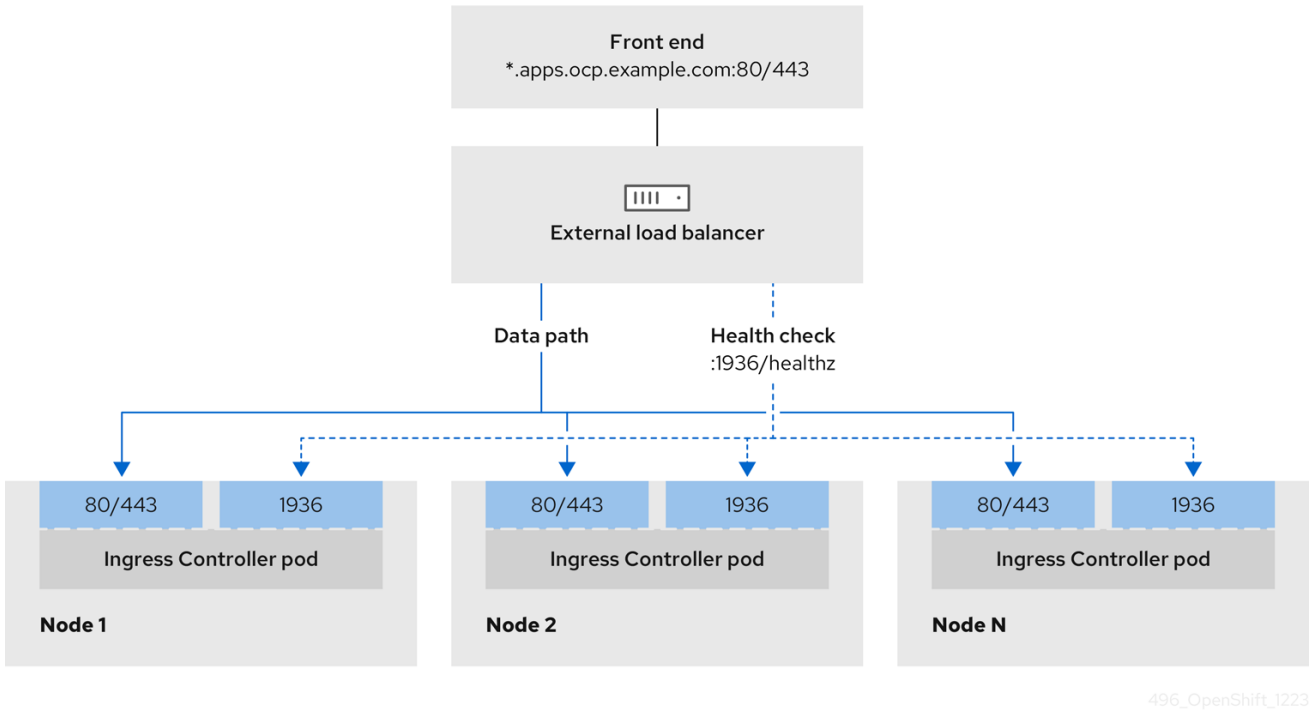 Front end
*.apps.ocp.example.com:80/443
External load balancer
Data path
Health check
:1936/healthz
80/443
1936
80/443
1936
80/443
1936
Ingress Controller pod
Ingress Controller pod
Ingress Controller pod
Node 1
Node 2
Node N
496_OpenShift_1223